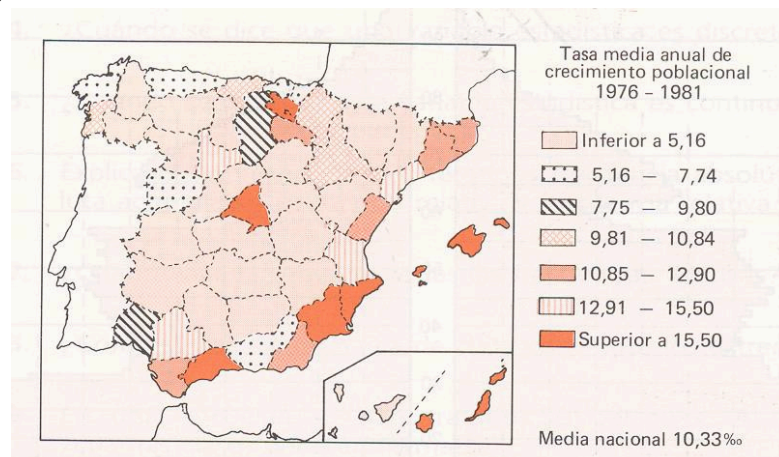 Tasa media anual de
crecimiento poblacional
1976 - 1981
Inferior a 5,16
5,16 — 7,74
7,75 — 9,80
9,81 — 10,84
10,85 — 12,90
12,91 — 15,50
Superior a 15,50
Media nacional 10,33‰